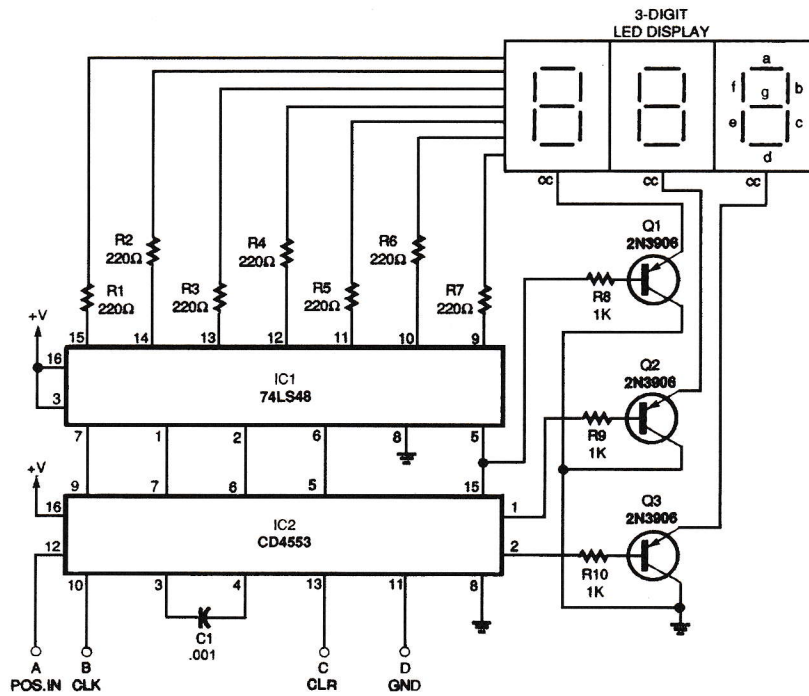 3-DIGIT
LED DISPLAY
a
f
g
b
e
c
d
cc
cc
cc
R2
220Ω
R4
220Ω
R6
220Ω
R1
220Ω
R3
220Ω
R5
220Ω
R7
220Ω
Q1
2N3906
R8
1K
+V
15
14
13
12
11
10
9
16
3
IC1
74LS48
7
1
2
6
8
5
Q2
2N3906
R9
1K
+V
9
7
6
5
15
16
12
IC2
CD4553
1
2
Q3
2N3906
R10
1K
10
3
4
13
11
8
C1
.001
A
POS.IN
B
CLK
C
CLR
D
GND